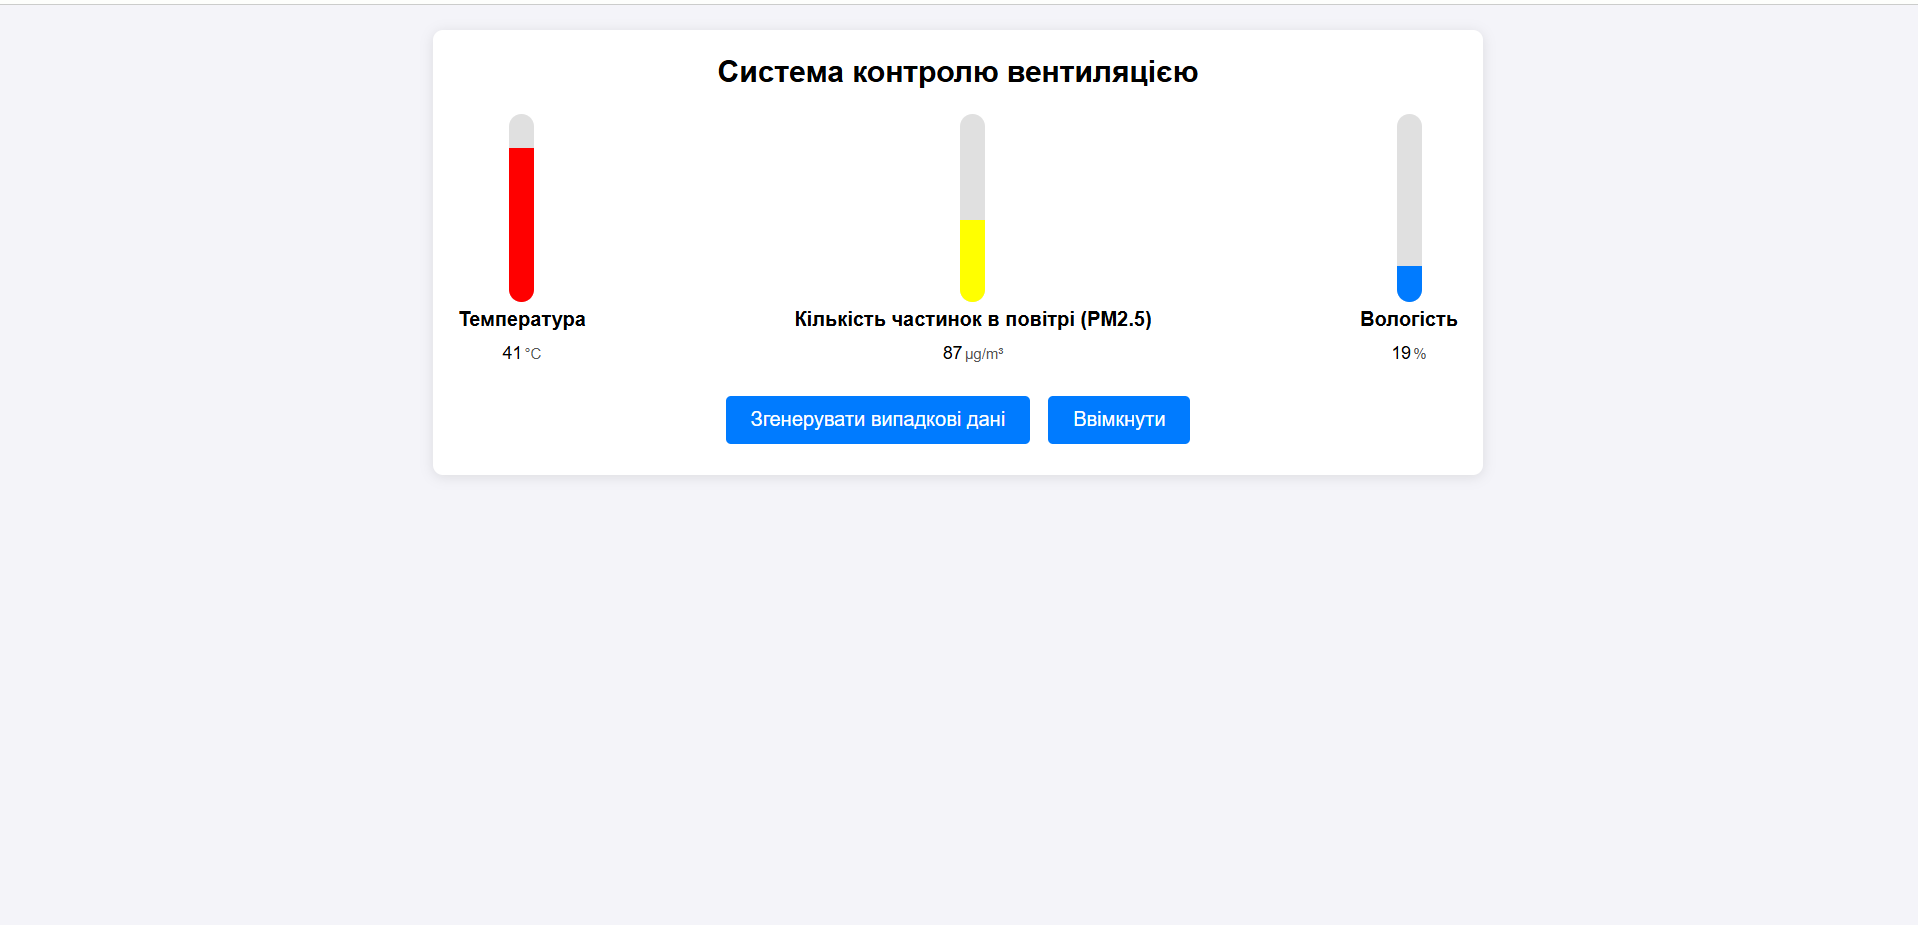 Система контролю вентиляцією
Температура
41 °C
Кількість частинок в повітрі (PM2.5)
87 µg/m³
Вологість
19 %
Згенерувати випадкові дані
Ввімкнути